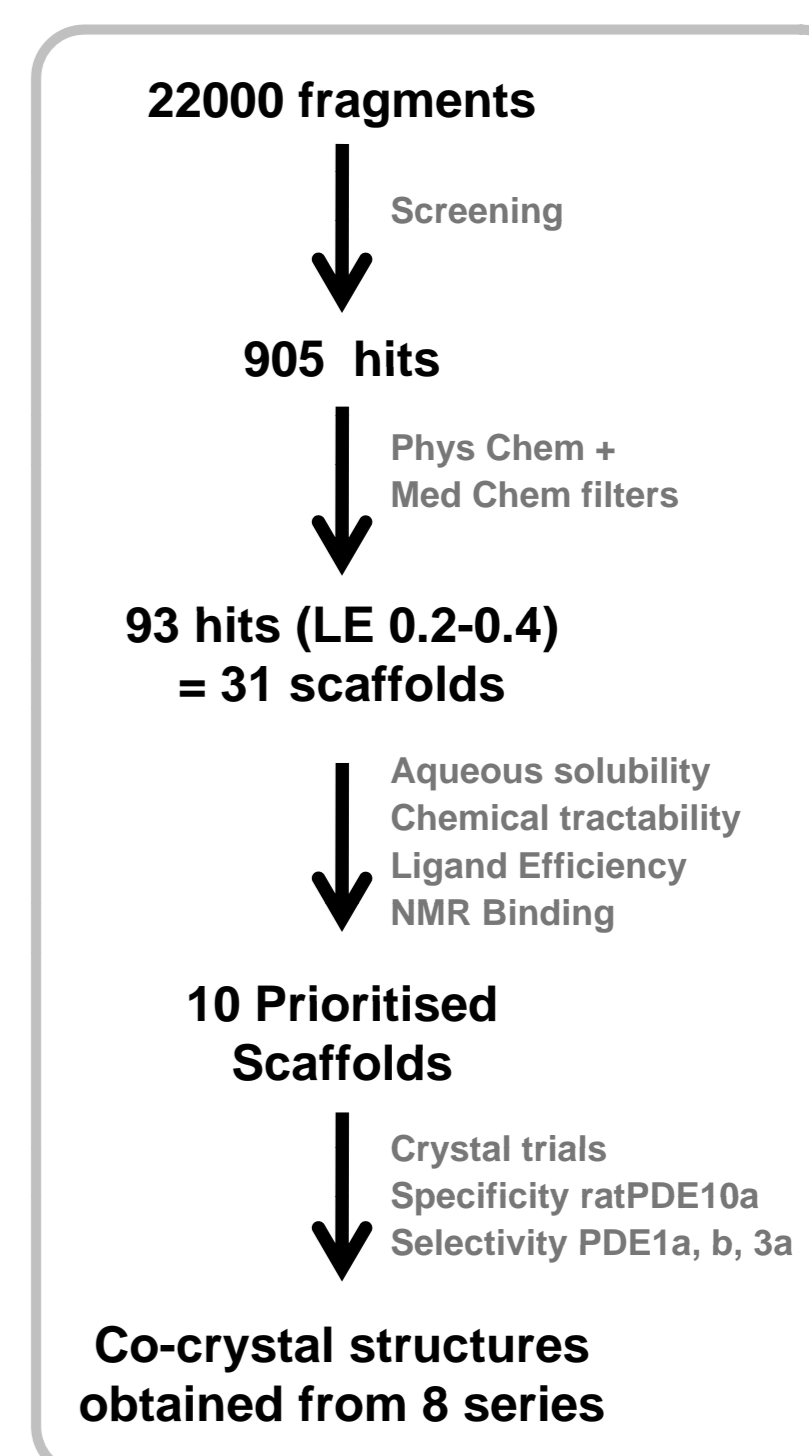 22000 fragments
Screening
905 hits
Phys Chem +
Med Chem filters
93 hits (LE 0.2-0.4)
= 31 scaffolds
Aqueous solubility
Chemical tractability
Ligand Efficiency
NMR Binding
10 Prioritised
Scaffolds
Crystal trials
Specificity ratPDE10a
Selectivity PDE1a, b, 3a
Co-crystal structures
obtained from 8 series